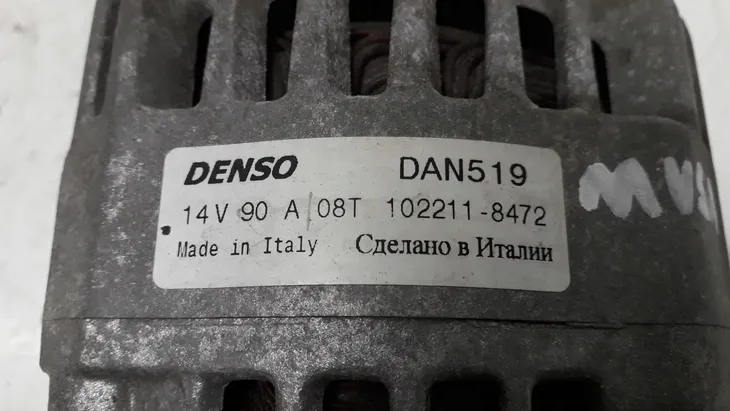 DENSO DAN519
14V 90 A/08T 102211-8472
Made in Italy Сделано в Италии